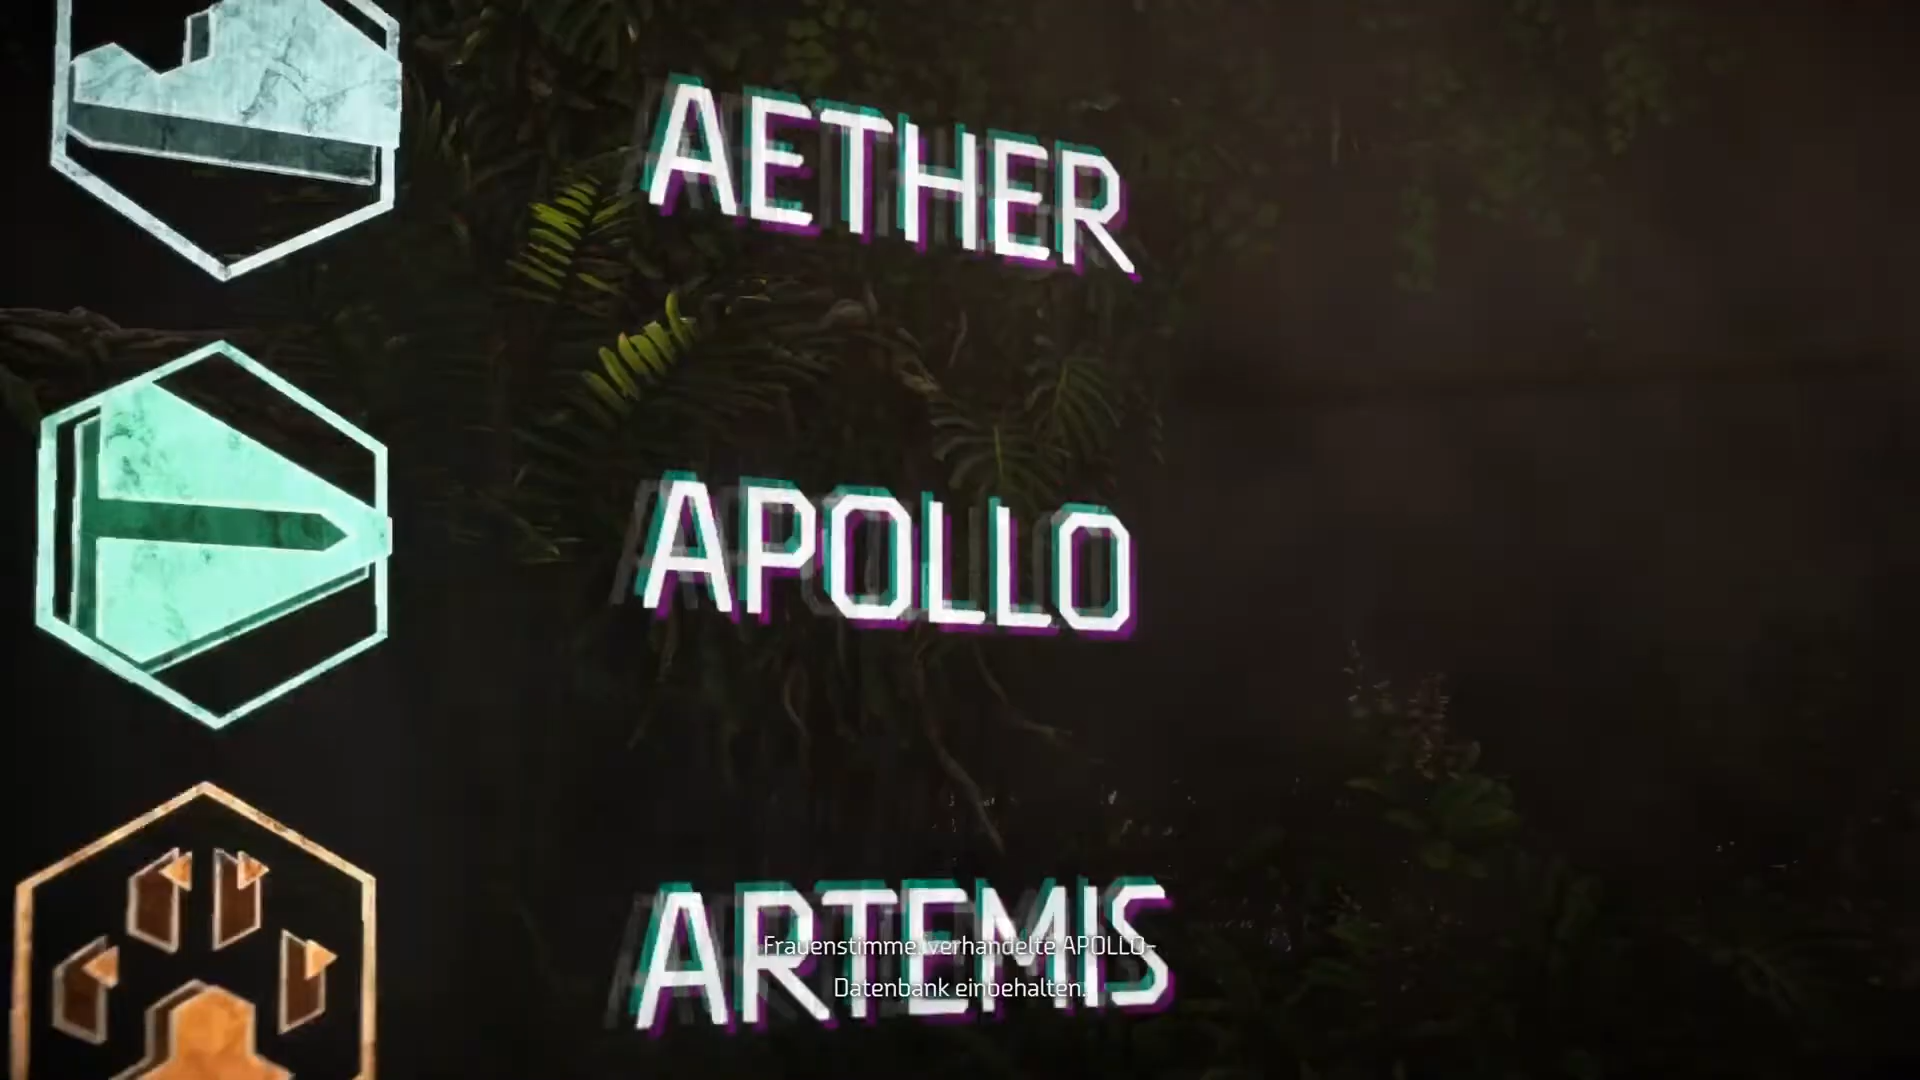 AETHER
APOLLO
ARTEMIS
Frauenstimme: verhandelte APOLLO-
Datenbank einbehalten.